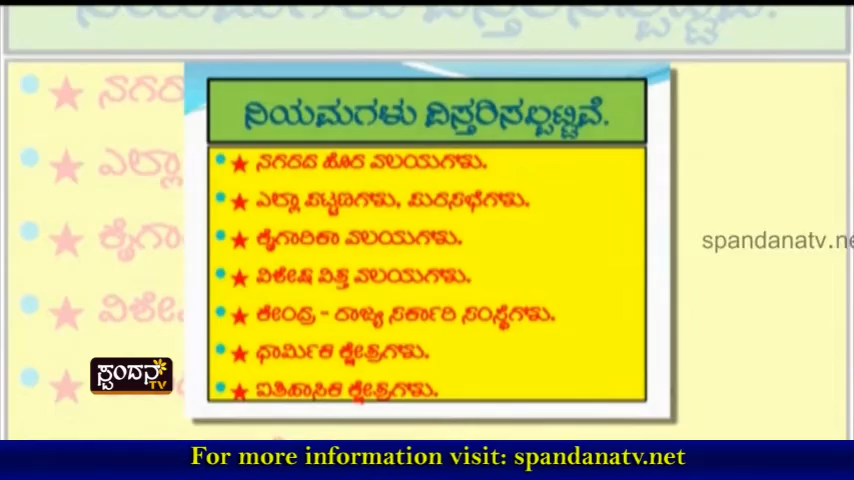 ನಿಯಮಗಳು ವಿಸ್ತರಿಸಲ್ಪಟ್ಟಿವೆ.
★ ನಗರದ ಹೊರ ವಲಯಗಳು.
★ ಎಲ್ಲಾ ಪಟ್ಟಣಗಳು, ಪುರಸಭೆಗಳು.
★ ಕೈಗಾರಿಕಾ ವಲಯಗಳು.
★ ವಿಶೇಷ ವಿತ್ತ ವಲಯಗಳು.
★ ಕೇಂದ್ರ - ರಾಜ್ಯ ಸರ್ಕಾರಿ ಸಂಸ್ಥೆಗಳು.
★ ಧಾರ್ಮಿಕ ಕ್ಷೇತ್ರಗಳು.
★ ಐತಿಹಾಸಿಕ ಕ್ಷೇತ್ರಗಳು.
spandanatv.ne
ಸ್ಪಂದನ TV
For more information visit: spandanatv.net